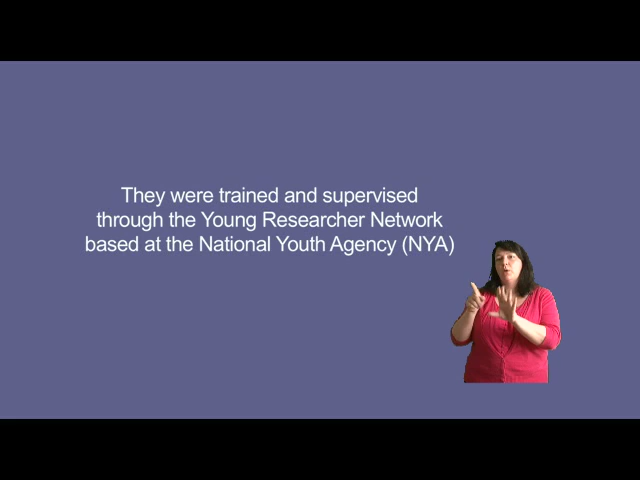 They were trained and supervised
through the Young Researcher Network
based at the National Youth Agency (NYA)